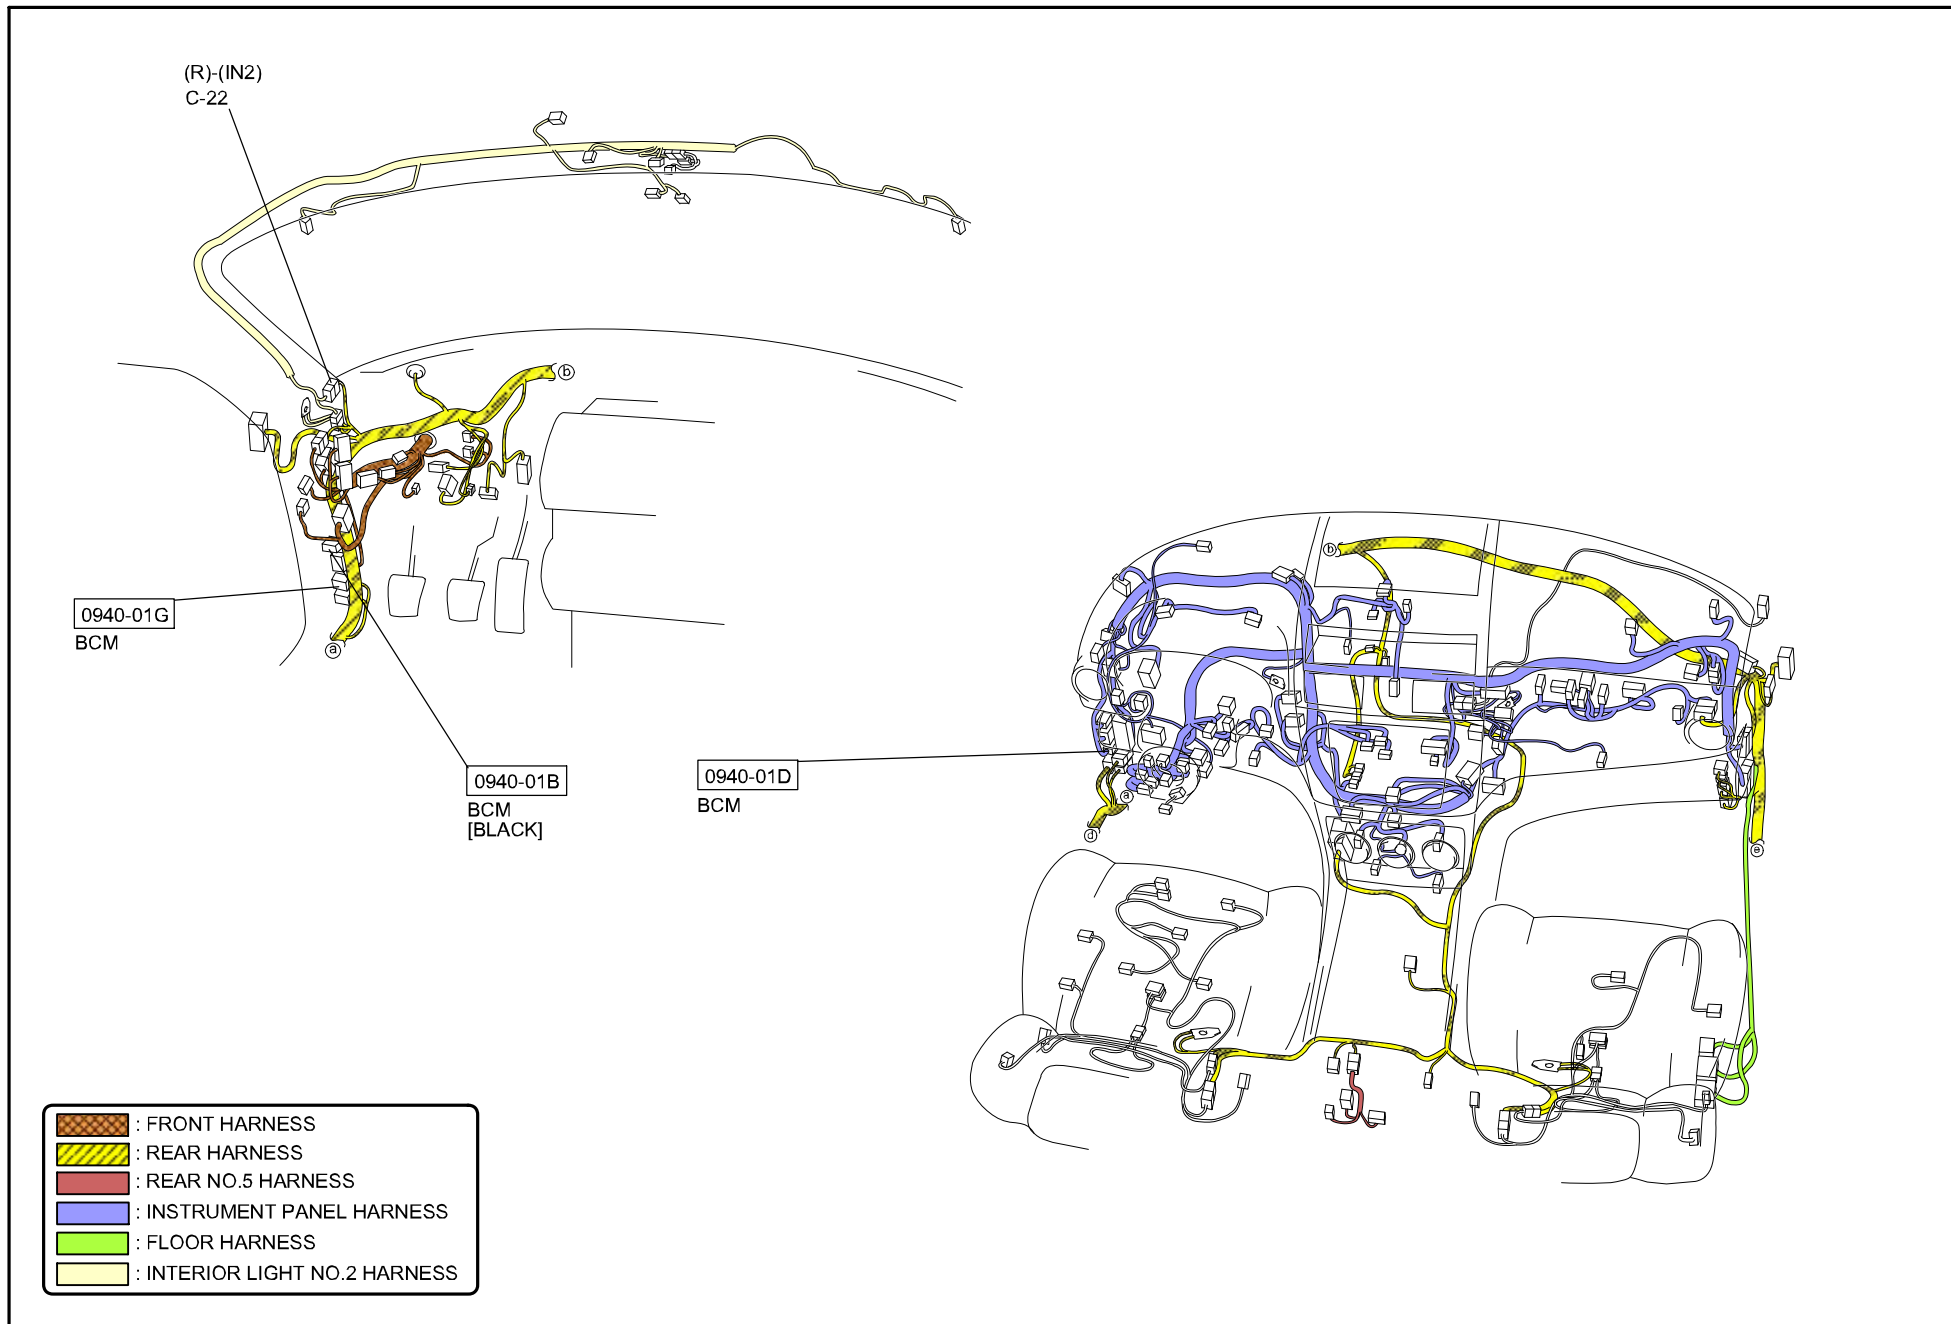 (R)-(IN2)
C-22
b
0940-01G
BCM
a
0940-01B
BCM
[BLACK]
b
0940-01D
BCM
a
d
e
: FRONT HARNESS
: REAR HARNESS
: REAR NO.5 HARNESS
: INSTRUMENT PANEL HARNESS
: FLOOR HARNESS
: INTERIOR LIGHT NO.2 HARNESS